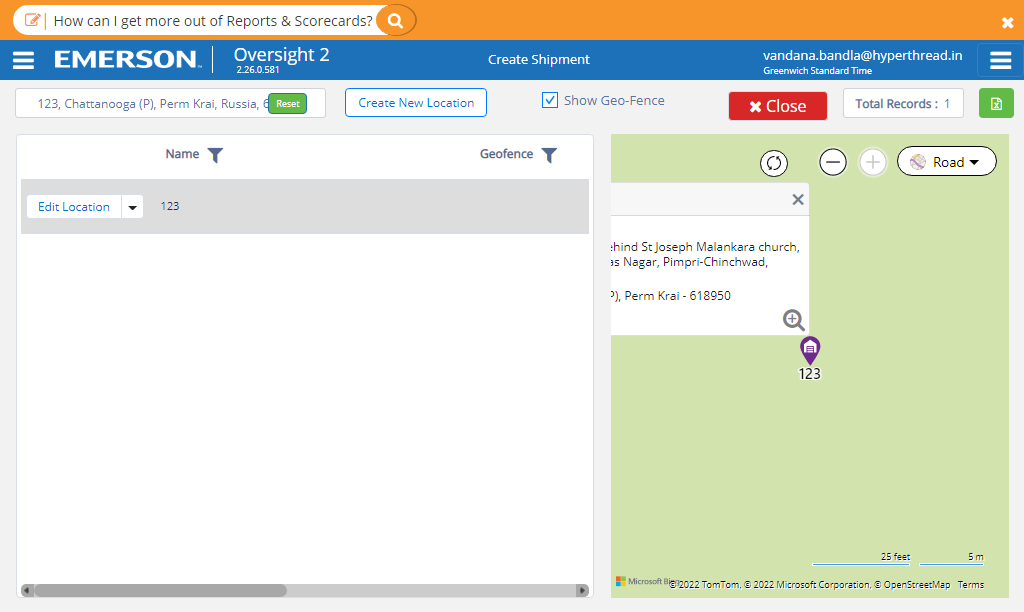 How can I get more out of Reports & Scorecards?
EMERSON
Oversight 2
2.26.0.581
Create Shipment
vandana.bandla@hyperthread.in
Greenwich Standard Time
123, Chattanooga (P), Perm Krai, Russia,
Reset
Create New Location
Show Geo-Fence
Close
Total Records : 1
Name
Geofence
Edit Location
123
Road
ehind St Joseph Malankara church,
as Nagar, Pimpri-Chinchwad,
P), Perm Krai - 618950
123
25 feet
5 m
Microsoft Bi
© 2022 TomTom, © 2022 Microsoft Corporation, © OpenStreetMap Terms